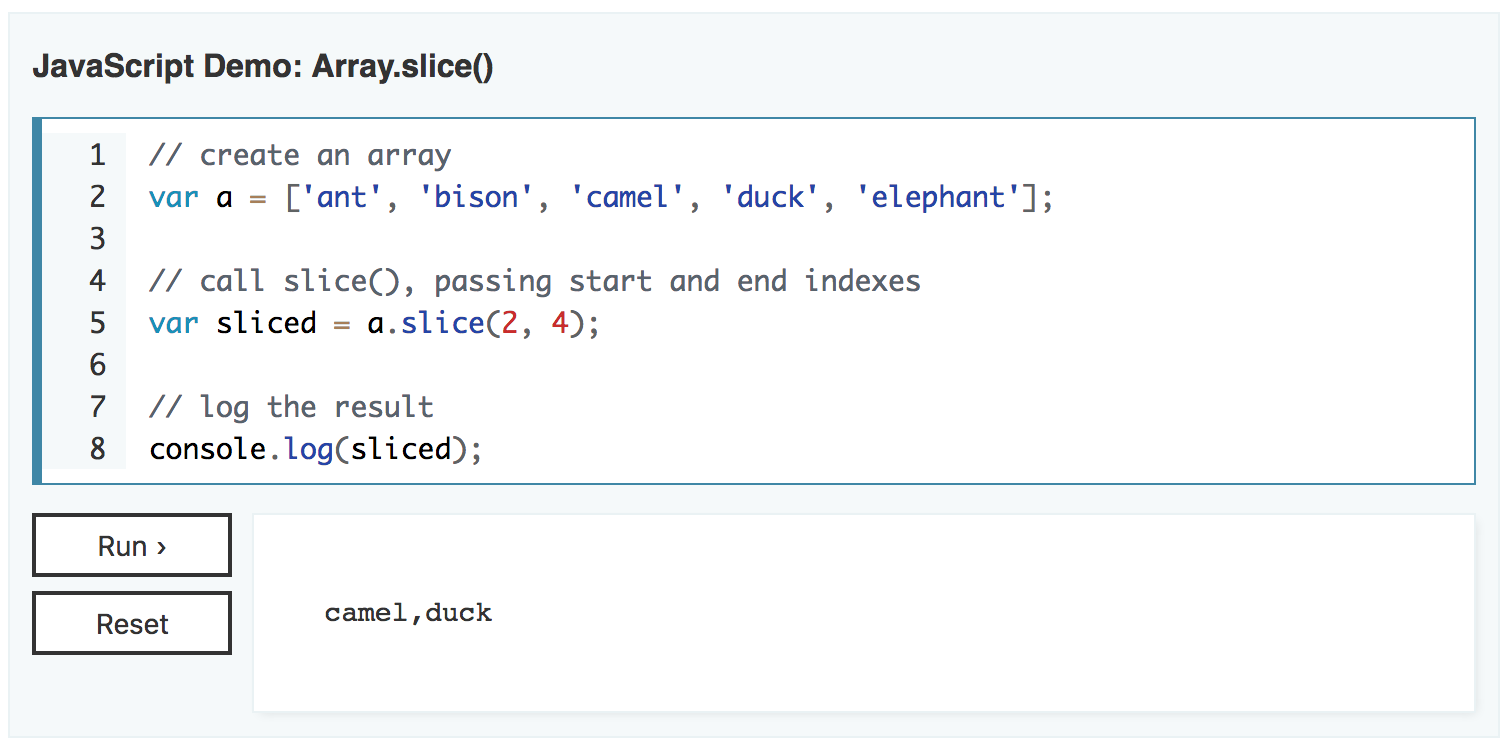 JavaScript Demo: Array.slice()
1 // create an array
2 var a = ['ant', 'bison', 'camel', 'duck', 'elephant'];
3
4 // call slice(), passing start and end indexes
5 var sliced = a.slice(2, 4);
6
7 // log the result
8 console.log(sliced);
Run ›
camel,duck
Reset